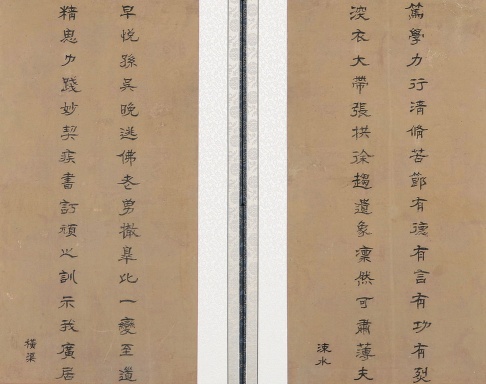 篤學力行清脩苦節有德有言有功有烈
深衣大帶張拱徐趨遺象凜然可肅薄夫
涑水
早悅孫吳晚逃佛老勇撤皋比一變至道
精思力踐妙契疾書訂頑之訓示我廣居
橫渠